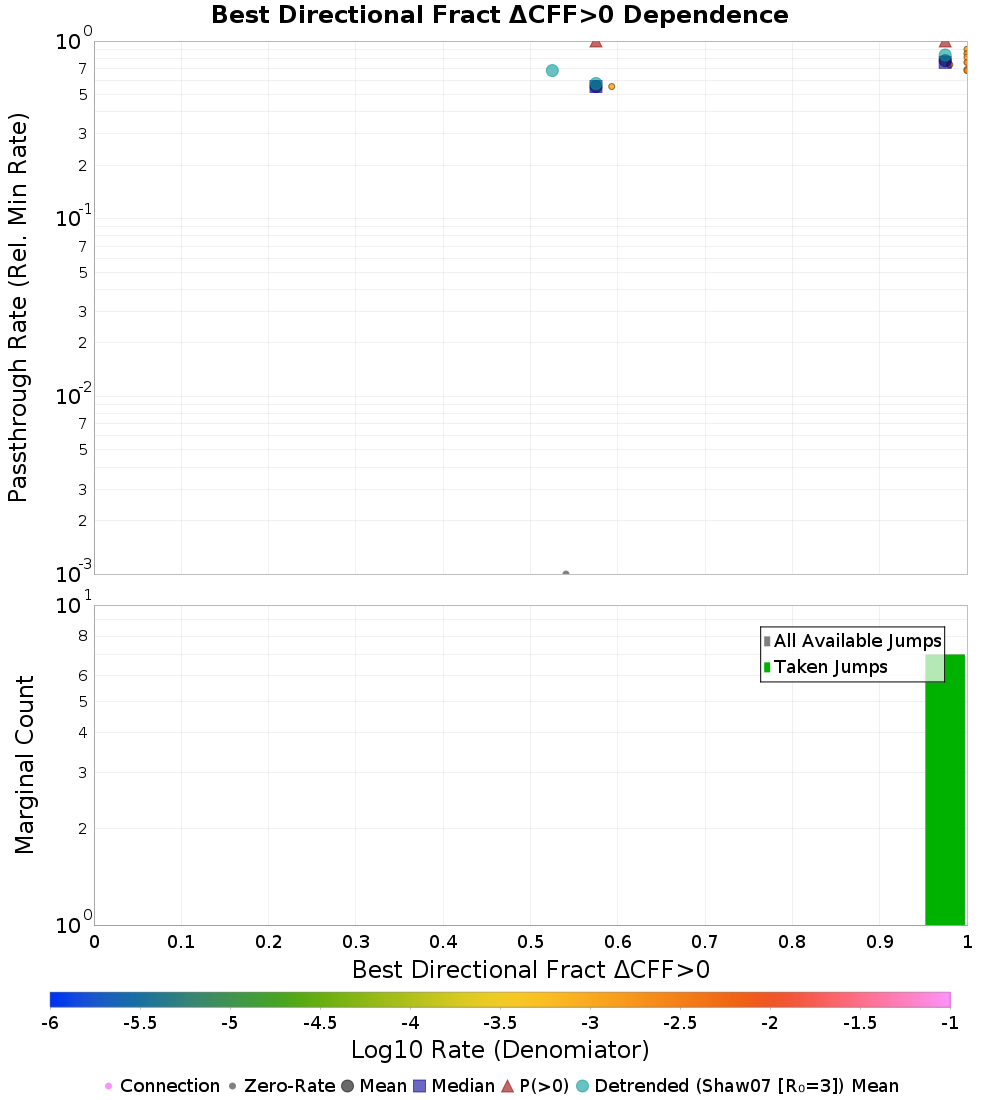 Best Directional Fract ΔCFF>0 Dependence
10^0
7
5
3
2
10^-1
7
5
3
2
10^-2
7
5
3
2
10^-3
Passthrough Rate (Rel. Min Rate)
10^1
8
6
5
4
3
2
10^0
Marginal Count
All Available Jumps
Taken Jumps
0 0.1 0.2 0.3 0.4 0.5 0.6 0.7 0.8 0.9 1
Best Directional Fract ΔCFF>0
-6 -5.5 -5 -4.5 -4 -3.5 -3 -2.5 -2 -1.5 -1
Log10 Rate (Denomiator)
Connection Zero-Rate Mean Median P(>0) Detrended (Shaw07 [R₀=3]) Mean